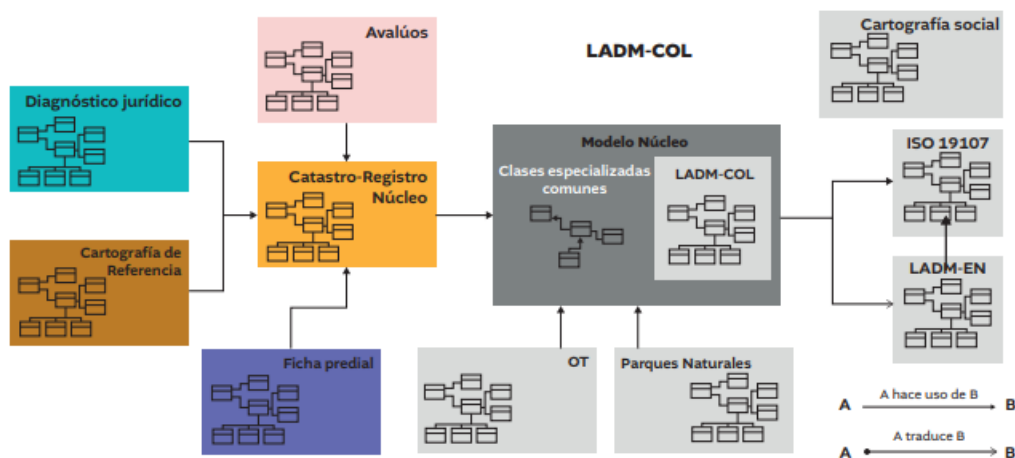 Avalúos
Cartografía social
LADM-COL
Diagnóstico jurídico
Modelo Núcleo
ISO 19107
Catastro-Registro
Núcleo
Clases especializadas
comunes
LADM-COL
Cartografía de
Referencia
LADM-EN
Ficha predial
OT
Parques Naturales
A hace uso de B
A B
A traduce B
A B